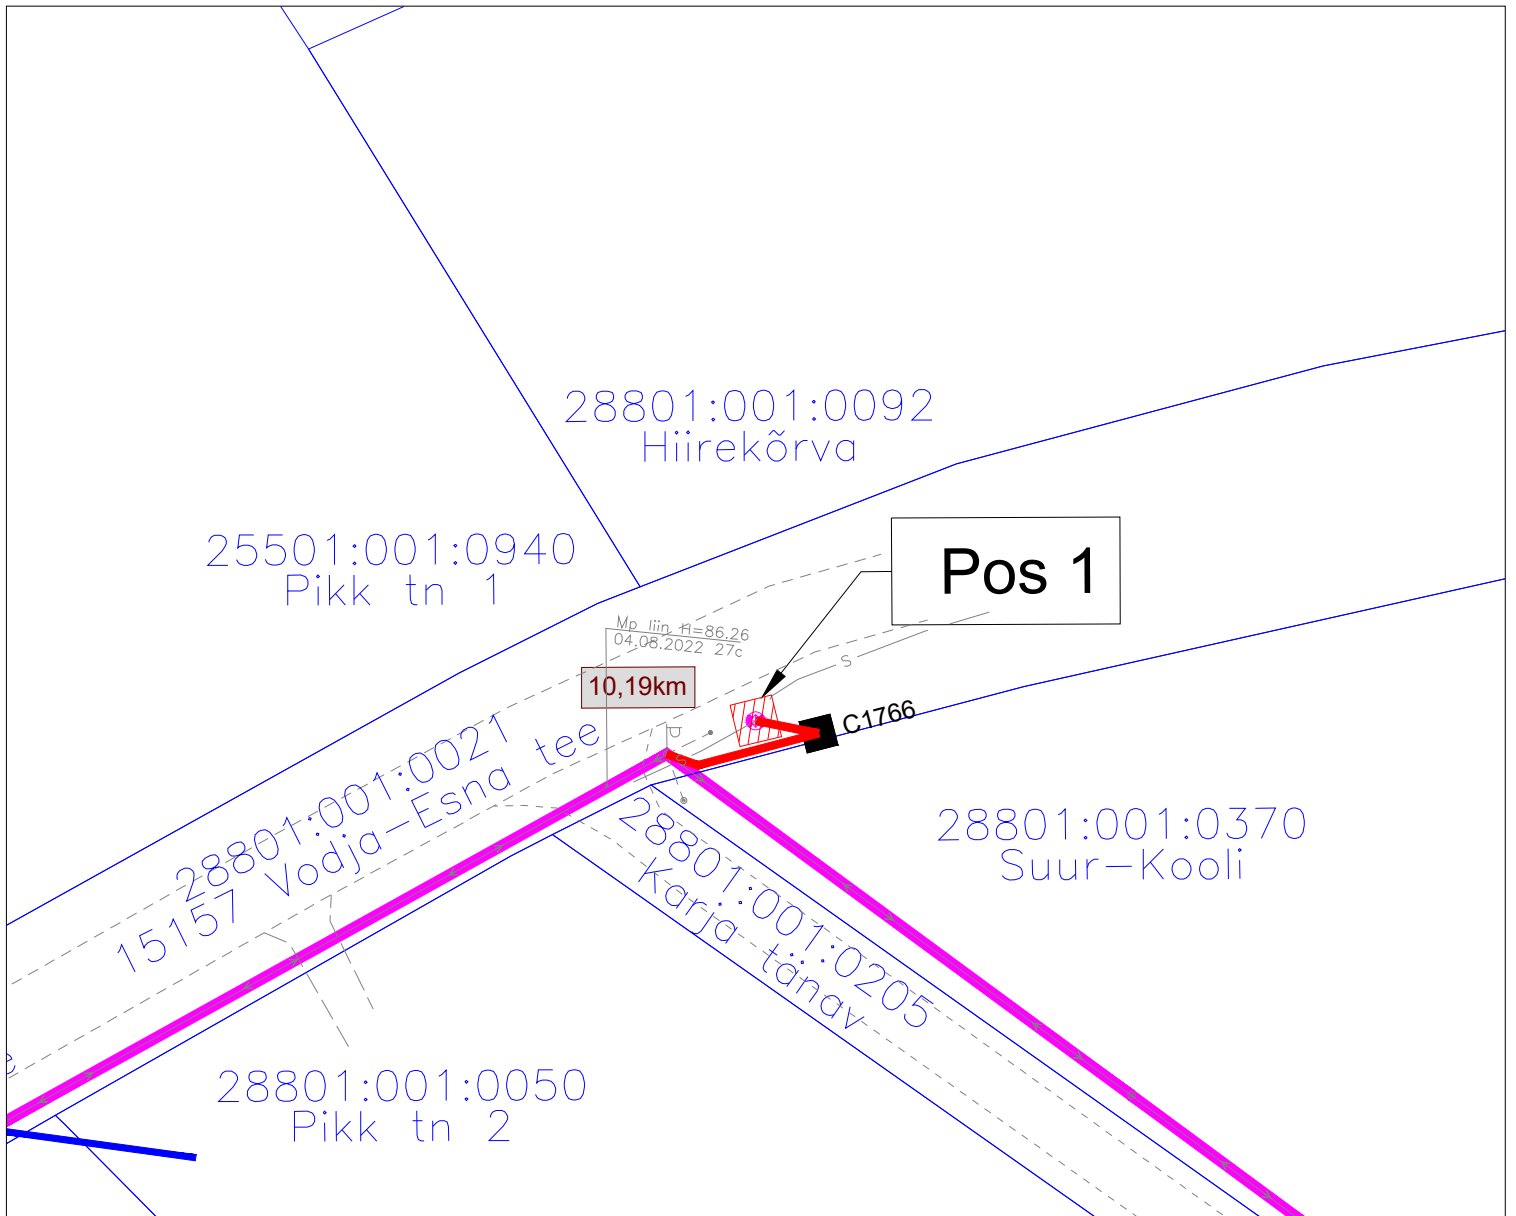 28801:001:0092
Hiirekõrva
25501:001:0940
Pikk tn 1
Pos 1
Mp liin H=86.26
04.08.2022 27c
10,19km
S
C1766
28801:001:0021
15157 Vodja-Esna tee
S
28801:001:0370
Suur-Kooli
28801:001:0205
Karja tänav
28801:001:0050
Pikk tn 2
e